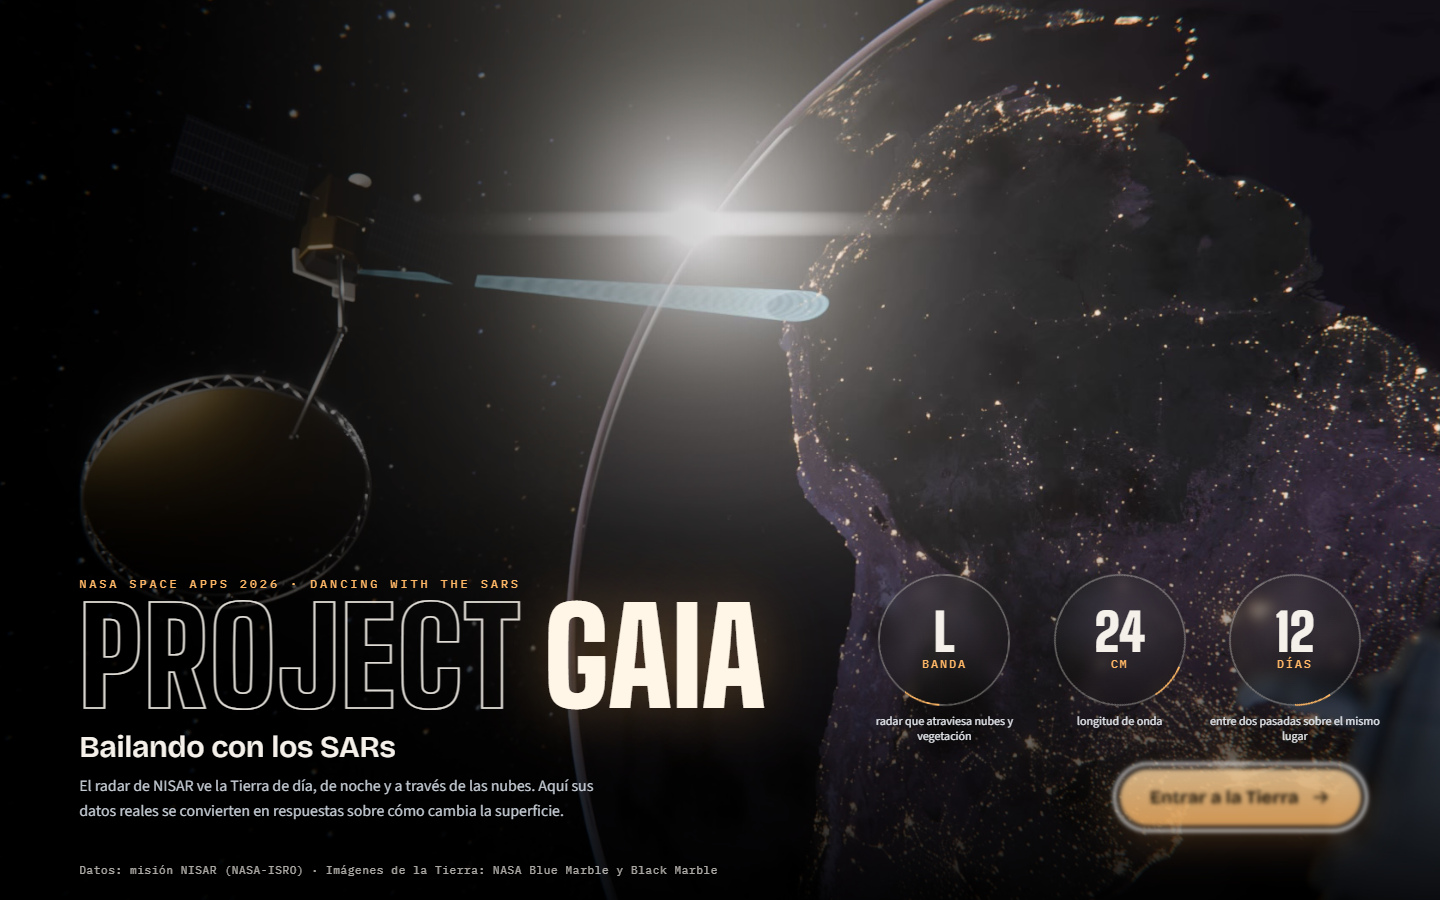 NASA SPACE APPS 2026 · DANCING WITH THE SARS
PROJECT GAIA
Bailando con los SARs
El radar de NISAR ve la Tierra de día, de noche y a través de las nubes. Aquí sus
datos reales se convierten en respuestas sobre cómo cambia la superficie.
Datos: misión NISAR (NASA-ISRO) · Imágenes de la Tierra: NASA Blue Marble y Black Marble
L
BANDA
radar que atraviesa nubes y
vegetación
24
CM
longitud de onda
12
DÍAS
entre dos pasadas sobre el mismo
lugar
Entrar a la Tierra →